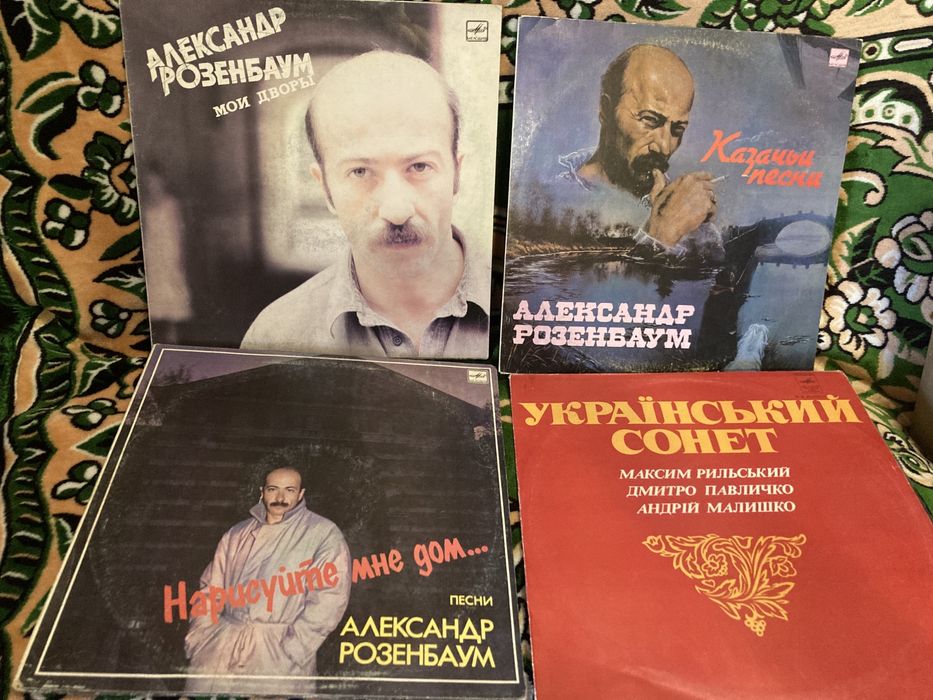 АЛЕКСАНДР
РОЗЕНБАУМ
МОИ ДВОРЫ
Казачьи
песни
АЛЕКСАНДР
РОЗЕНБАУМ
Нарисуйте мне дом...
ПЕСНИ
АЛЕКСАНДР
РОЗЕНБАУМ
УКРАЇНСЬКИЙ
СОНЕТ
МАКСИМ РИЛЬСЬКИЙ
ДМИТРО ПАВЛИЧКО
АНДРІЙ МАЛИШКО